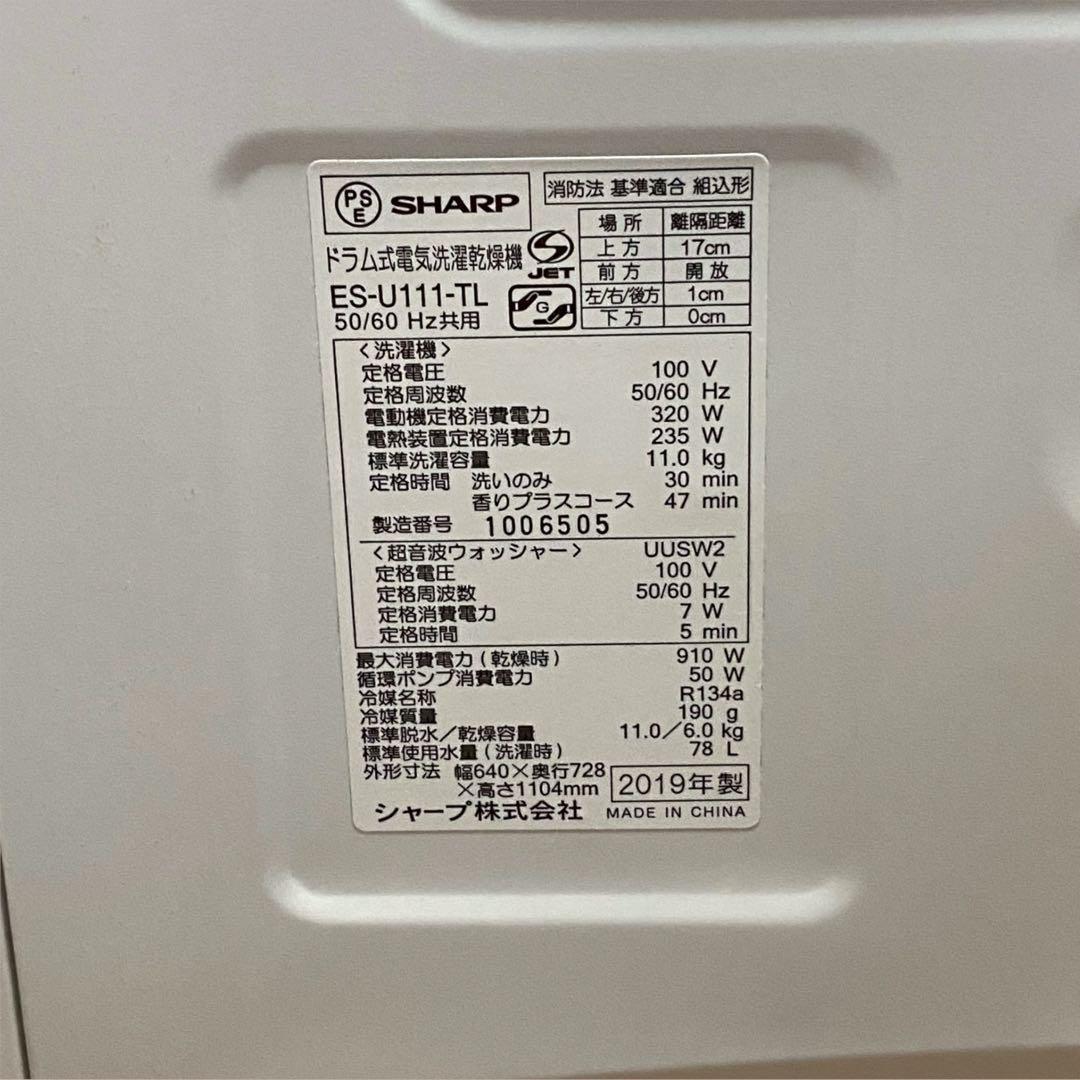 PSE SHARP
消防法 基準適合 組込形
場所 離隔距離
上方 17cm
前方 開放
左/右/後方 1cm
下方 0cm
ドラム式電気洗濯乾燥機
S JET
ES-U111-TL
G
50/60 Hz共用
〈洗濯機〉
定格電圧 100 V
定格周波数 50/60 Hz
電動機定格消費電力 320 W
電熱装置定格消費電力 235 W
標準洗濯容量 11.0 kg
定格時間 洗いのみ 30 min
香りプラスコース 47 min
製造番号 1006505
〈超音波ウォッシャー〉 UUSW2
定格電圧 100 V
定格周波数 50/60 Hz
定格消費電力 7 W
定格時間 5 min
最大消費電力(乾燥時) 910 W
循環ポンプ消費電力 50 W
冷媒名称 R134a
冷媒質量 190 g
標準脱水/乾燥容量 11.0/6.0 kg
標準使用水量(洗濯時) 78 L
外形寸法 幅640×奥行728
×高さ1104mm
2019年製
シャープ株式会社 MADE IN CHINA